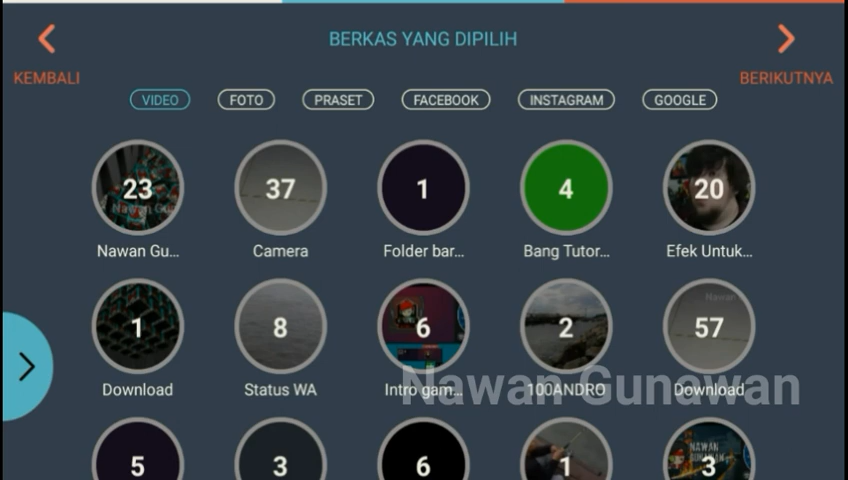 BERKAS YANG DIPILIH
KEMBALI
BERIKUTNYA
VIDEO FOTO PRASET FACEBOOK INSTAGRAM GOOGLE
23 37 1 4 20
Nawan Gu... Camera Folder bar... Bang Tutor... Efek Untuk...
1 8 6 2 57
Download Status WA Intro gam... 100ANDRO Download
Nawan Gunawan
5 3 6 1 3